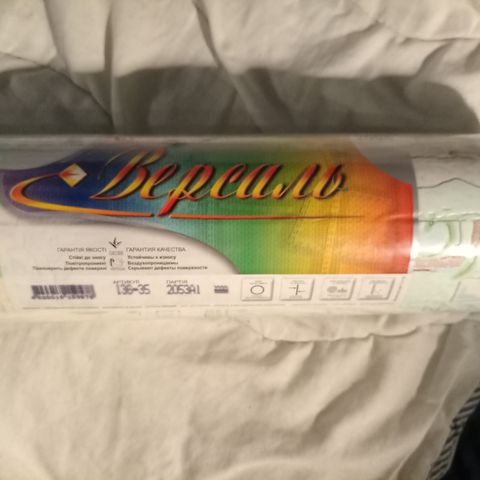 Версаль
ГАРАНТІЯ ЯКОСТІ
Стійкі до зносу
Повітропроникні
Приховують дефекти поверхні
ГАРАНТИЯ КАЧЕСТВА
Устойчивы к износу
Воздухопроницаемы
Скрывают дефекты поверхности
АРТИКУЛ
136-35
ПАРТІЯ
2053A1